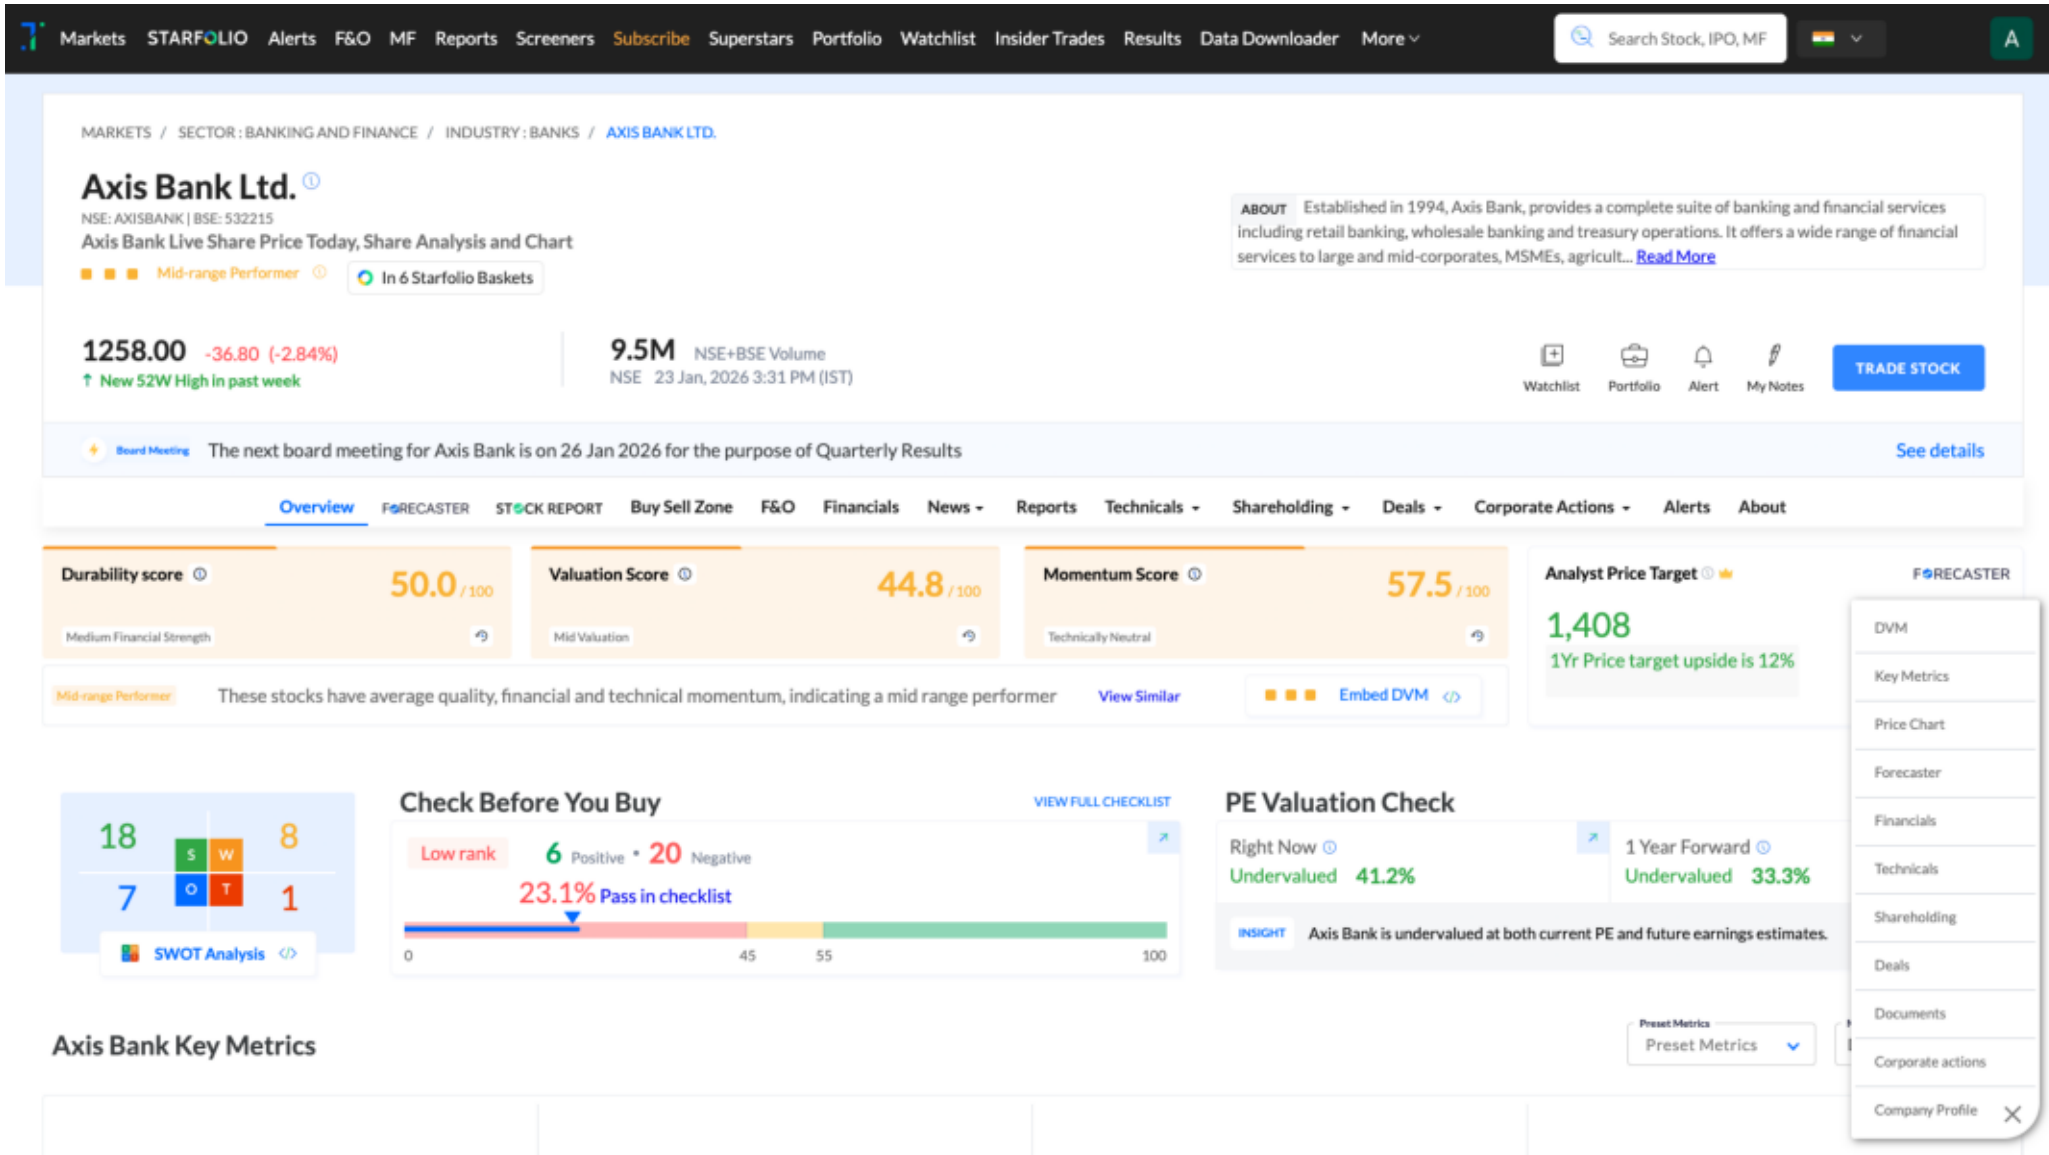 Markets STARFOLIO Alerts F&O MF Reports Screeners Subscribe Superstars Portfolio Watchlist Insider Trades Results Data Downloader More Search Stock, IPO, MF A
MARKETS / SECTOR : BANKING AND FINANCE / INDUSTRY : BANKS / AXIS BANK LTD.
Axis Bank Ltd.
NSE: AXISBANK | BSE: 532215
Axis Bank Live Share Price Today, Share Analysis and Chart
Mid-range Performer In 6 Starfolio Baskets
ABOUT Established in 1994, Axis Bank, provides a complete suite of banking and financial services
including retail banking, wholesale banking and treasury operations. It offers a wide range of financial
services to large and mid-corporates, MSMEs, agricult... Read More
1258.00 -36.80 (-2.84%)
↑ New 52W High in past week
9.5M NSE+BSE Volume
NSE 23 Jan, 2026 3:31 PM (IST)
Watchlist Portfolio Alert My Notes
TRADE STOCK
Board Meeting The next board meeting for Axis Bank is on 26 Jan 2026 for the purpose of Quarterly Results See details
Overview FORECASTER STOCK REPORT Buy Sell Zone F&O Financials News Reports Technicals Shareholding Deals Corporate Actions Alerts About
Durability score 50.0 / 100
Medium Financial Strength
Valuation Score 44.8 / 100
Mid Valuation
Momentum Score 57.5 / 100
Technically Neutral
Analyst Price Target FORECASTER
1,408
1Yr Price target upside is 12%
Mid-range Performer These stocks have average quality, financial and technical momentum, indicating a mid range performer View Similar Embed DVM </>
18 S W 8
7 O T 1
SWOT Analysis </>
Check Before You Buy VIEW FULL CHECKLIST
Low rank 6 Positive • 20 Negative
23.1% Pass in checklist
0 45 55 100
PE Valuation Check
Right Now
Undervalued 41.2%
1 Year Forward
Undervalued 33.3%
INSIGHT Axis Bank is undervalued at both current PE and future earnings estimates.
Axis Bank Key Metrics
Preset Metrics
Preset Metrics
DVM
Key Metrics
Price Chart
Forecaster
Financials
Technicals
Shareholding
Deals
Documents
Corporate actions
Company Profile